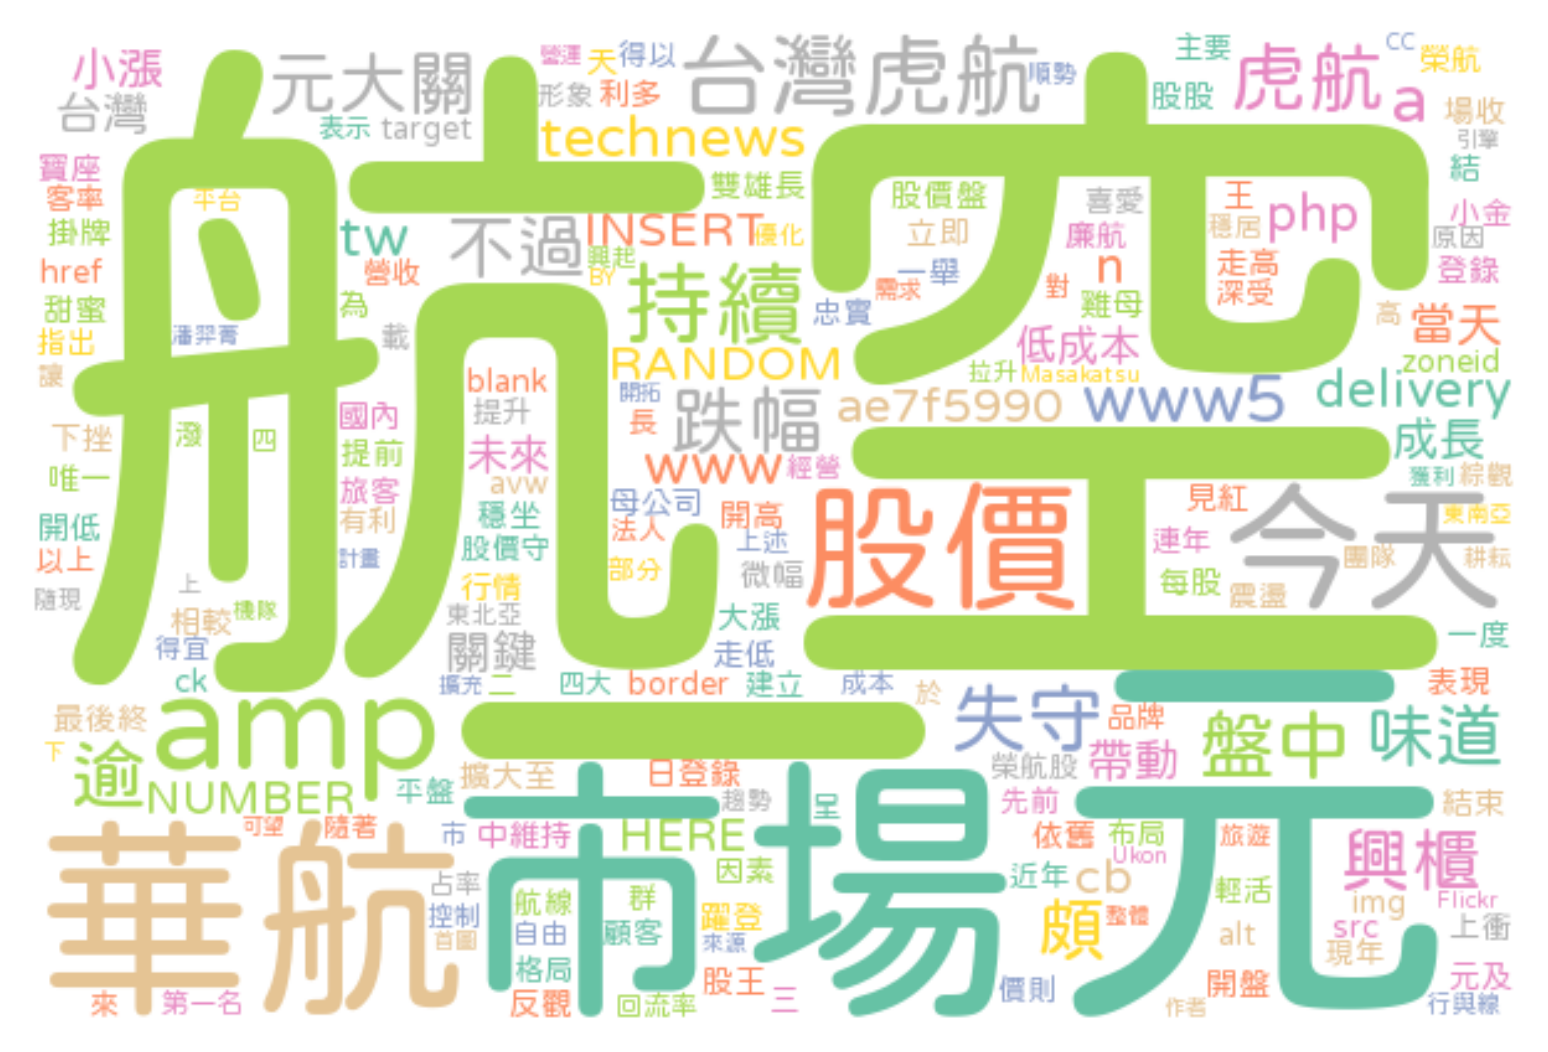 小漲
元大關
營運
天
得以
台灣虎航
順勢
主要
虎航
CC
榮航
台灣
表示
target
形象
利多
technews
股股
a
場收
引擎
寶座
客率
平台
航空
雙雄長
股價盤
喜愛
王
php
結
小金
掛牌
tw
不過
INSERT
優化
立即
廉航
穩居
原因
href
營收
興起
BY
持續
一舉
n
走高
登錄
甜蜜
為
需求
對
深受
忠實
雞母
高
當天
指出
潘羿菁
載
RANDOM
低成本
zoneid
讓
blank
開拓
拉升
Masakatsu
delivery
國內
提升
長
跌幅
ae7f5990
www5
下挫
潑
四
提前
未來
www
經營
成長
唯一
旅客
avw
母公司
股價
見紅
今天
獲利
綜觀
開低
有利
穩坐
法人
開高
東南亞
以上
計畫
股價守
上述
連年
團隊
耕耘
隨現
上
行情
部分
微幅
每股
震盪
相較
機隊
東北亞
大漲
一度
得宜
關鍵
走低
ck
擴充
二
四大
border
建立
成本
於
表現
最後終
amp
一
失守
品牌
盤中
味道
下
逾
榮航股
帶動
NUMBER
平盤
擴大至
日登錄
趨勢
呈
先前
元
結束
華航
可望
隨著
市
中維持
HERE
市場
依舊
布局
旅遊
興櫃
Ukon
占率
因素
近年
cb
輕活
img
Flickr
控制
航線
群
躍登
頗
整體
src
上衝
首圖
自由
顧客
來源
alt
現年
格局
股王
價則
開盤
元及
來
第一名
反觀
回流率
三
作者
行與線